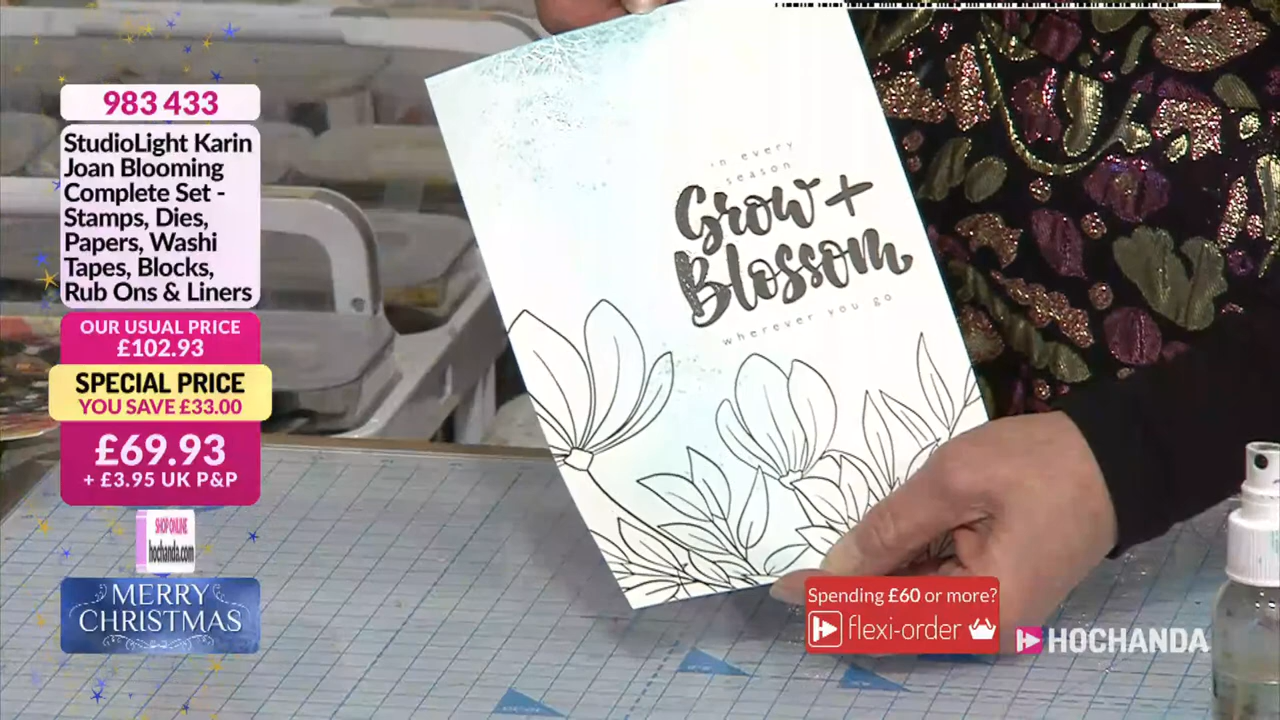 983 433
StudioLight Karin
Joan Blooming
Complete Set -
Stamps, Dies,
Papers, Washi
Tapes, Blocks,
Rub Ons & Liners
OUR USUAL PRICE
£102.93
SPECIAL PRICE
YOU SAVE £33.00
£69.93
+ £3.95 UK P&P
SHOP ONLINE
hochanda.com
MERRY
CHRISTMAS
in every
season
Grow +
Blossom
wherever you go
Spending £60 or more?
flexi-order
HOCHANDA